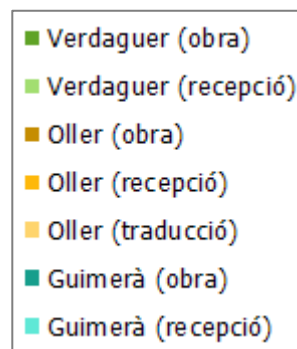 Verdaguer (obra)
Verdaguer (recepció)
Oller (obra)
Oller (recepció)
Oller (traducció)
Guimerà (obra)
Guimerà (recepció)